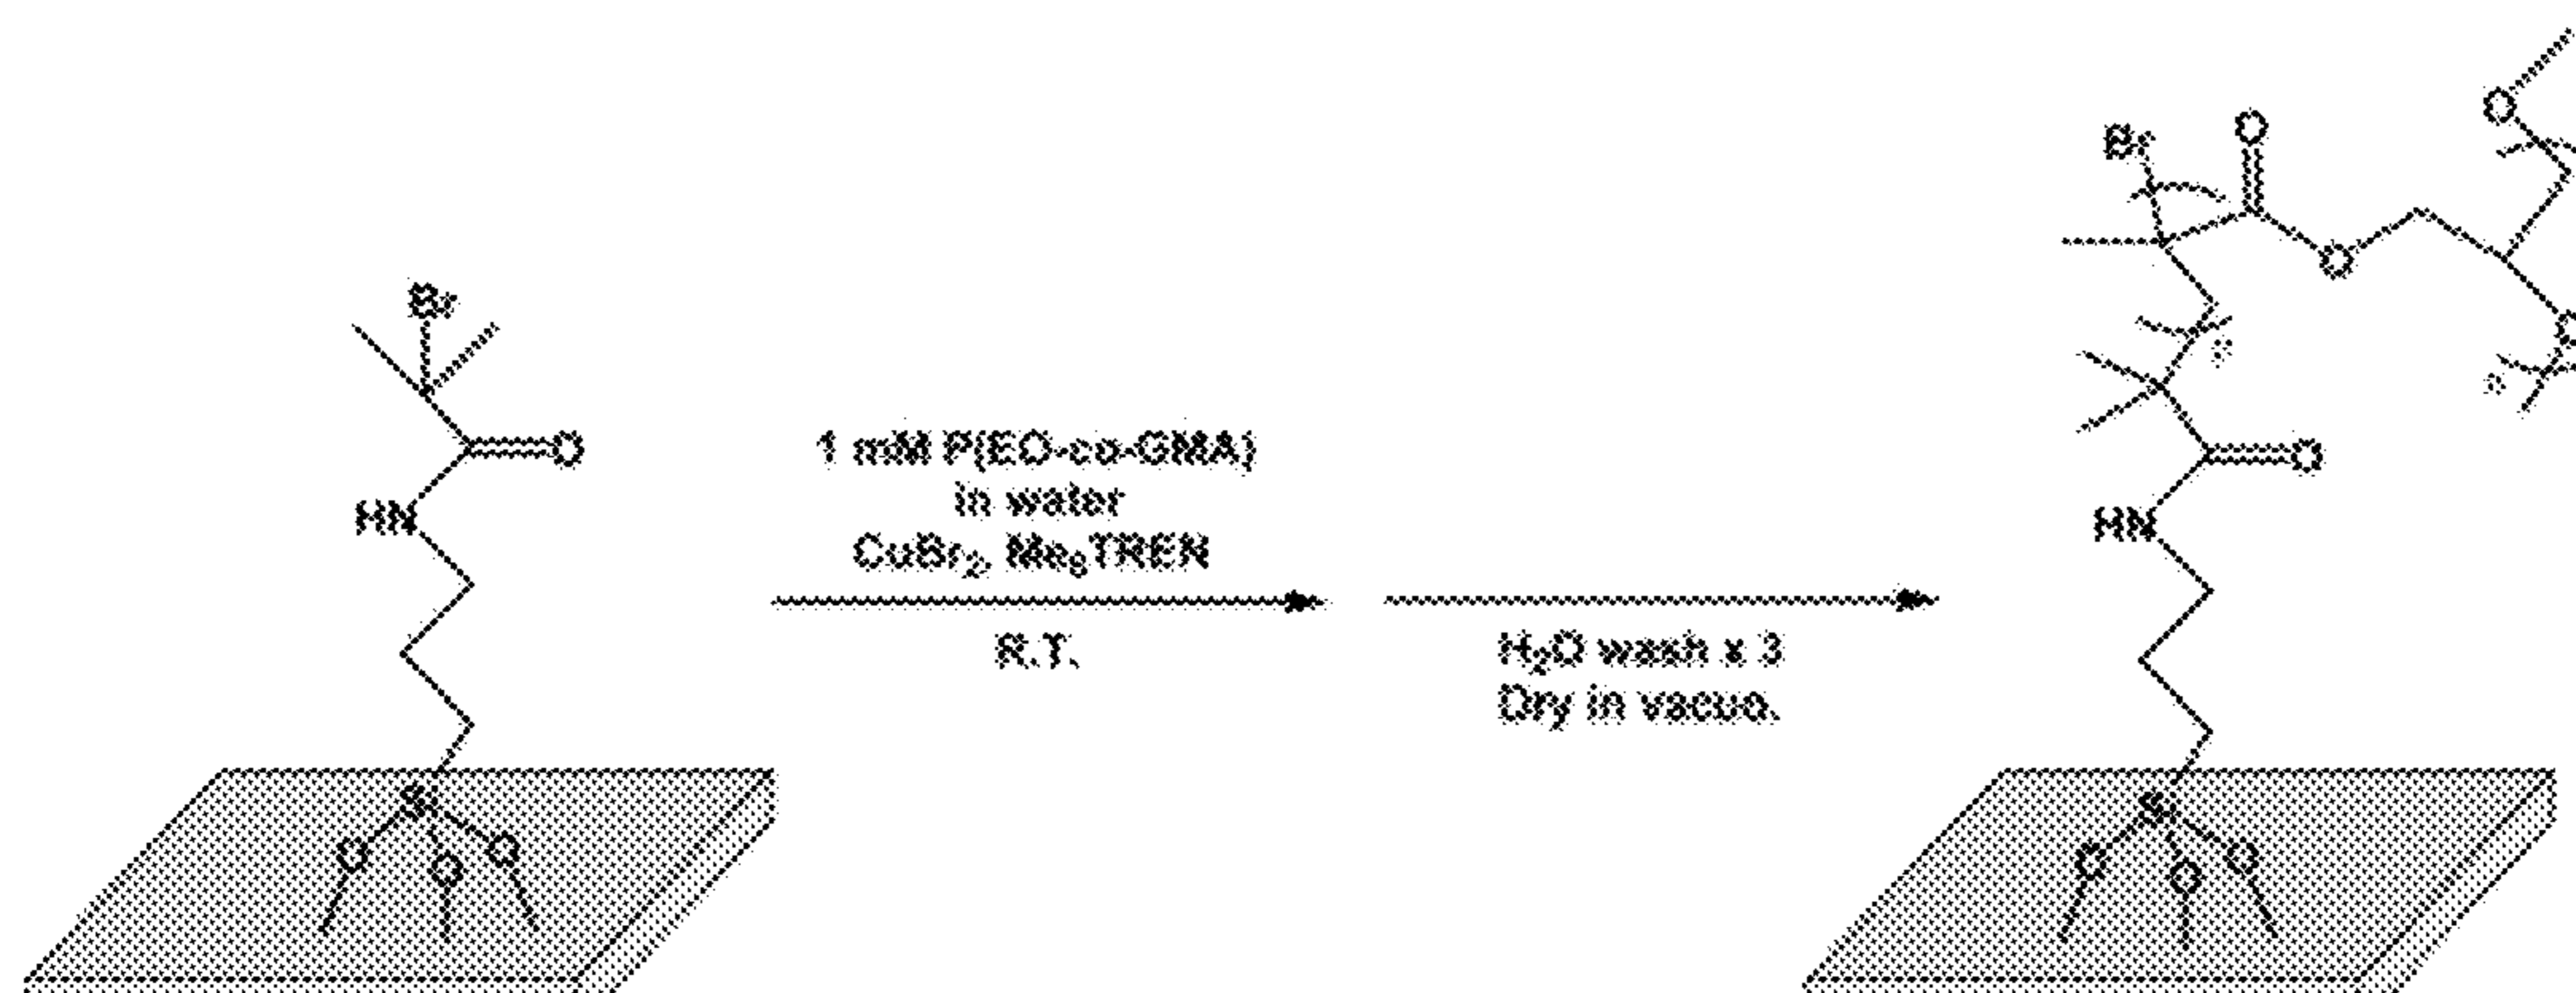 Br
O
HN
Si
O
O
O
1 mM P(EO-co-GMA)
in water
CuBr2, Me6TREN
R.T.
H2O wash x 3
Dry in vacuo.
O
Br
O
O
O
HN
Si
O
O
O